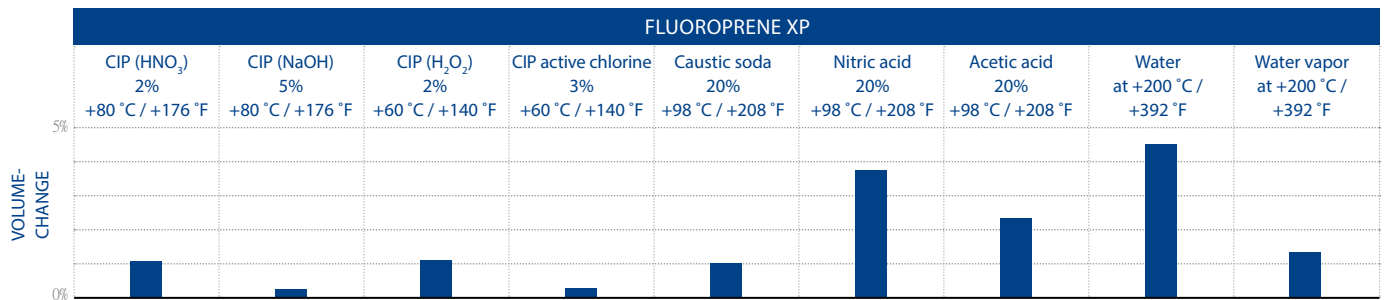 FLUOROPRENE XP
CIP (HNO₃)
2%
+80 ˚C / +176 ˚F
CIP (NaOH)
5%
+80 ˚C / +176 ˚F
CIP (H₂O₂)
2%
+60 ˚C / +140 ˚F
CIP active chlorine
3%
+60 ˚C / +140 ˚F
Caustic soda
20%
+98 ˚C / +208 ˚F
Nitric acid
20%
+98 ˚C / +208 ˚F
Acetic acid
20%
+98 ˚C / +208 ˚F
Water
at +200 ˚C /
+392 ˚F
Water vapor
at +200 ˚C /
+392 ˚F
5%
VOLUME-
CHANGE
0%